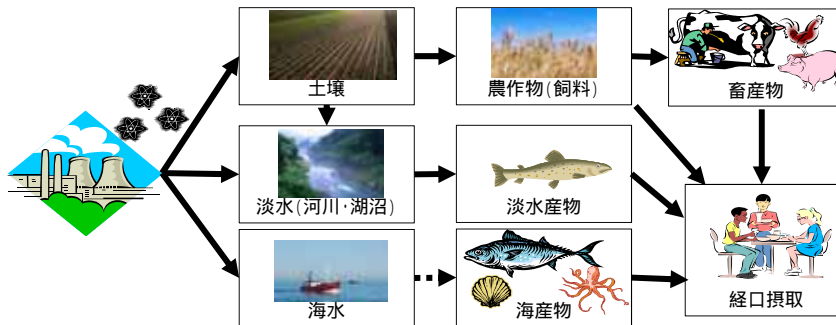 土壌
農作物(飼料)
畜産物
淡水(河川・湖沼)
淡水産物
海水
海産物
経口摂取